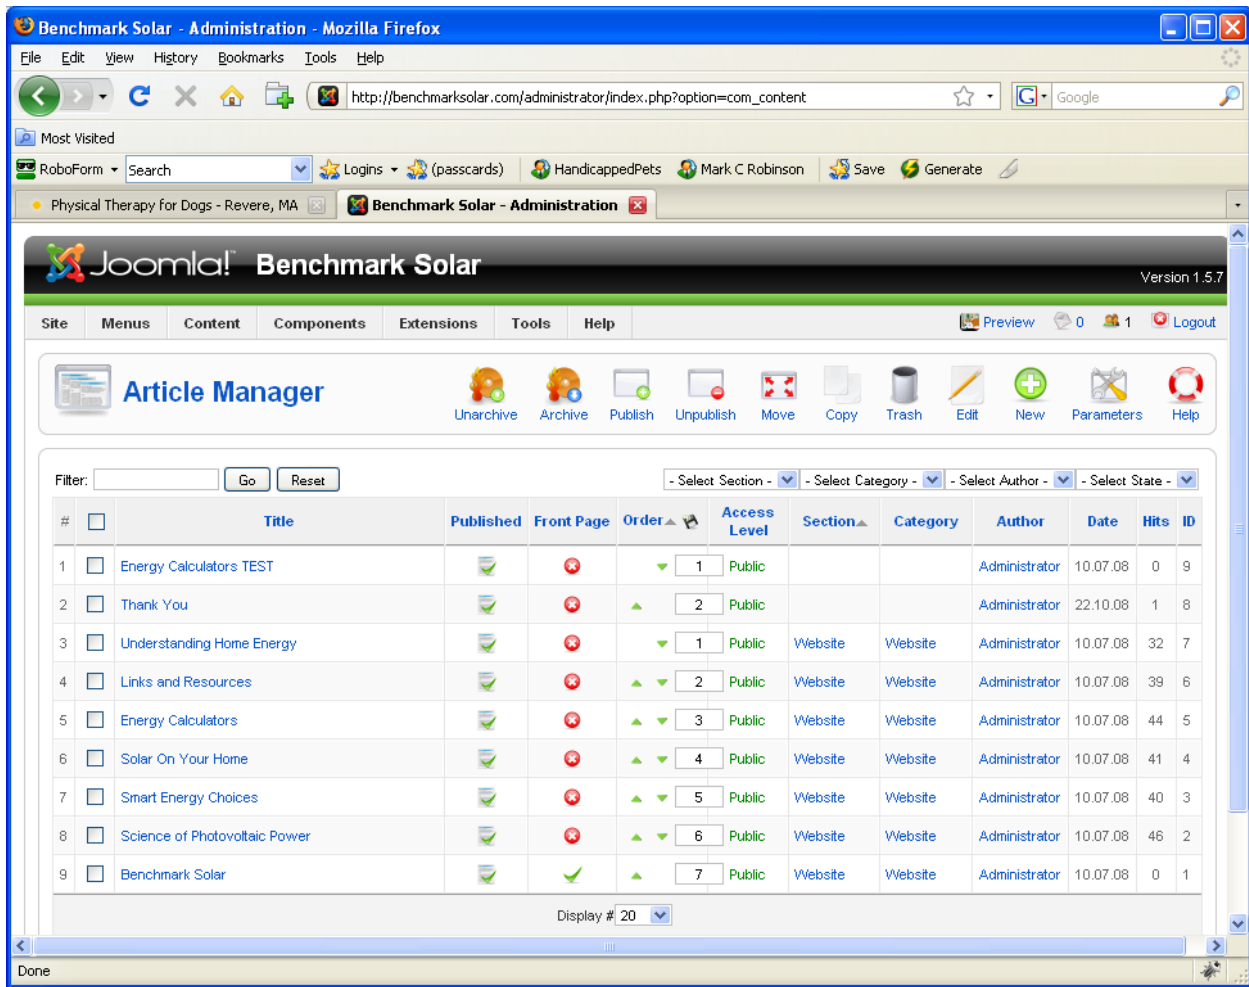 Benchmark Solar - Administration - Mozilla Firefox
File Edit View History Bookmarks Tools Help
http://benchmarksolar.com/administrator/index.php?option=com_content G Google
Most Visited
RoboForm Search Logins (passcards) HandicappedPets Mark C Robinson Save Generate
Physical Therapy for Dogs - Revere, MA Benchmark Solar - Administration
Joomla!™ Benchmark Solar
Version 1.5.7
Site Menus Content Components Extensions Tools Help Preview 0 1 Logout
Article Manager
Unarchive Archive Publish Unpublish Move Copy Trash Edit New Parameters Help
Filter: Go Reset - Select Section - - Select Category - - Select Author - - Select State -
# Title Published Front Page Order Access Level Section Category Author Date Hits ID
1 Energy Calculators TEST 1 Public Administrator 10.07.08 0 9
2 Thank You 2 Public Administrator 22.10.08 1 8
3 Understanding Home Energy 1 Public Website Website Administrator 10.07.08 32 7
4 Links and Resources 2 Public Website Website Administrator 10.07.08 39 6
5 Energy Calculators 3 Public Website Website Administrator 10.07.08 44 5
6 Solar On Your Home 4 Public Website Website Administrator 10.07.08 41 4
7 Smart Energy Choices 5 Public Website Website Administrator 10.07.08 40 3
8 Science of Photovoltaic Power 6 Public Website Website Administrator 10.07.08 46 2
9 Benchmark Solar 7 Public Website Website Administrator 10.07.08 0 1
Display # 20
Done